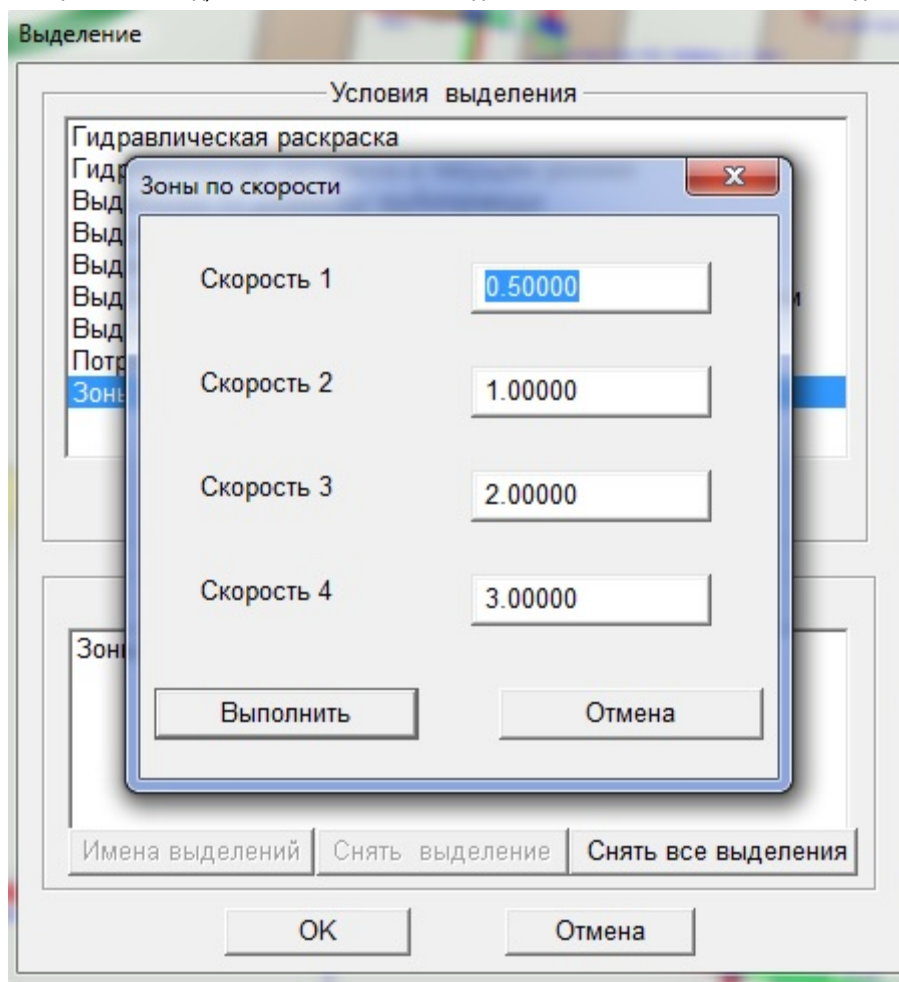 Выделение
Условия выделения
Гидравлическая раскраска
Зоны по скорости
Скорость 1
0.50000
Скорость 2
1.00000
Скорость 3
2.00000
Скорость 4
3.00000
Выполнить
Отмена
Имена выделений
Снять выделение
Снять все выделения
OK
Отмена